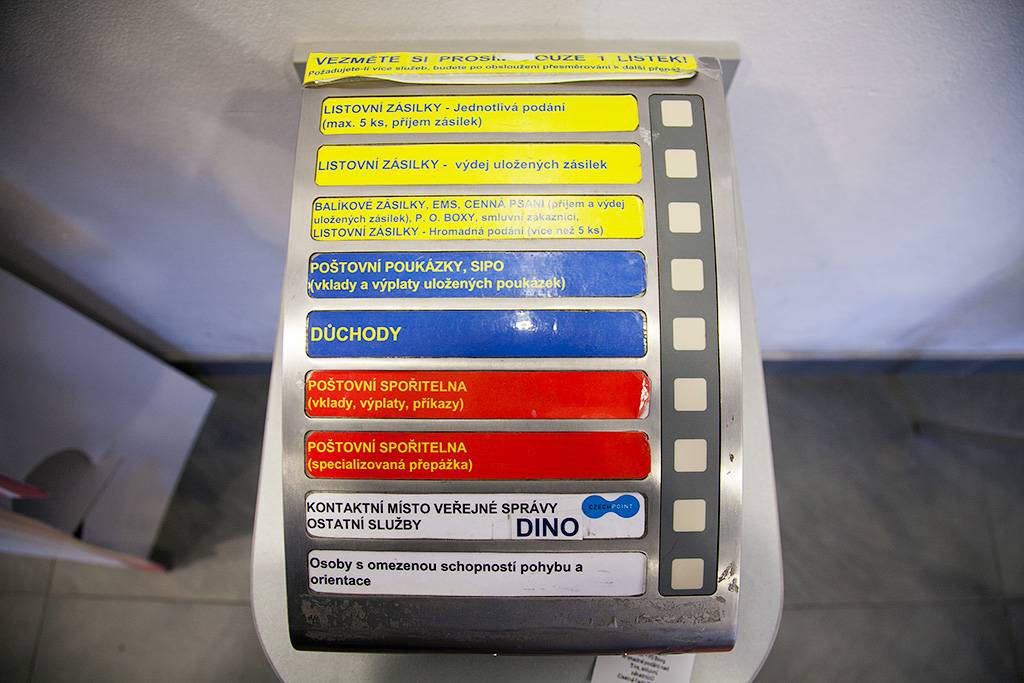 VEZMĚTE SI PROSÍM POUZE 1 LÍSTEK!
Požadujete-li více služeb, budete po obsloužení přesměrováni k další
LISTOVNÍ ZÁSILKY - Jednotlivá podání
(max. 5 ks, příjem zásilek)
LISTOVNÍ ZÁSILKY - výdej uložených zásilek
BALÍKOVÉ ZÁSILKY, EMS, CENNÁ PSANÍ (příjem a výdej
uložených zásilek), P. O. BOXY, smluvní zákazníci,
LISTOVNÍ ZÁSILKY - Hromadná podání (více než 5 ks)
POŠTOVNÍ POUKÁZKY, SIPO
(vklady a výplaty uložených poukázek)
DŮCHODY
POŠTOVNÍ SPOŘITELNA
(vklady, výplaty, příkazy)
POŠTOVNÍ SPOŘITELNA
(specializovaná přepážka)
KONTAKTNÍ MÍSTO VEŘEJNÉ SPRÁVY
CZECHPOINT
OSTATNÍ SLUŽBY DINO
Osoby s omezenou schopností pohybu a
orientace